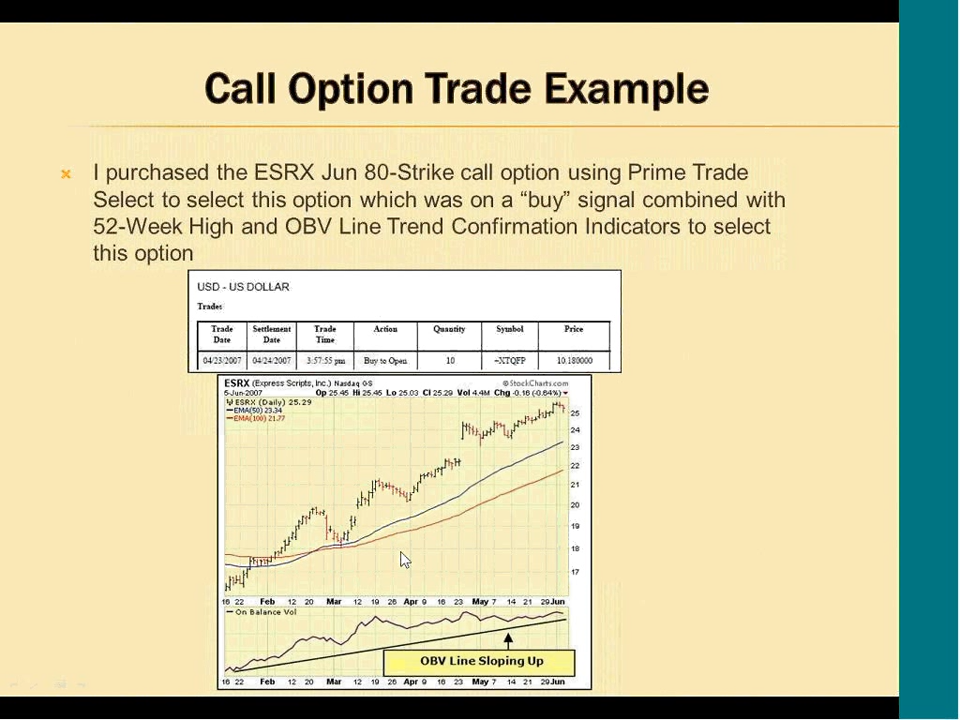 Call Option Trade Example
I purchased the ESRX Jun 80-Strike call option using Prime Trade
Select to select this option which was on a “buy” signal combined with
52-Week High and OBV Line Trend Confirmation Indicators to select
this option
USD - US DOLLAR
Trades
Trade Date Settlement Date Trade Time Action Quantity Symbol Price
04/23/2007 04/24/2007 3:57:55 pm Buy to Open 10 XTQFP 10.180000
ESRX (Express Scripts, Inc.) Nasdaq GS ©StockCharts.com
5-Jun-2007 Op 25.45 Hi 25.45 Lo 25.03 Cl 25.29 Vol 4.4M Chg -0.16 (-0.64%)
ESRX (Daily) 25.29
EMA(50) 23.34
EMA(100) 21.77
25
24
23
22
21
20
19
18
17
16 22 Feb 12 20 Mar 12 19 26 Apr 9 16 23 May 7 14 21 29 Jun
On Balance Vol
OBV Line Sloping Up
16 22 Feb 12 20 Mar 12 19 26 Apr 9 16 23 May 7 14 21 29 Jun